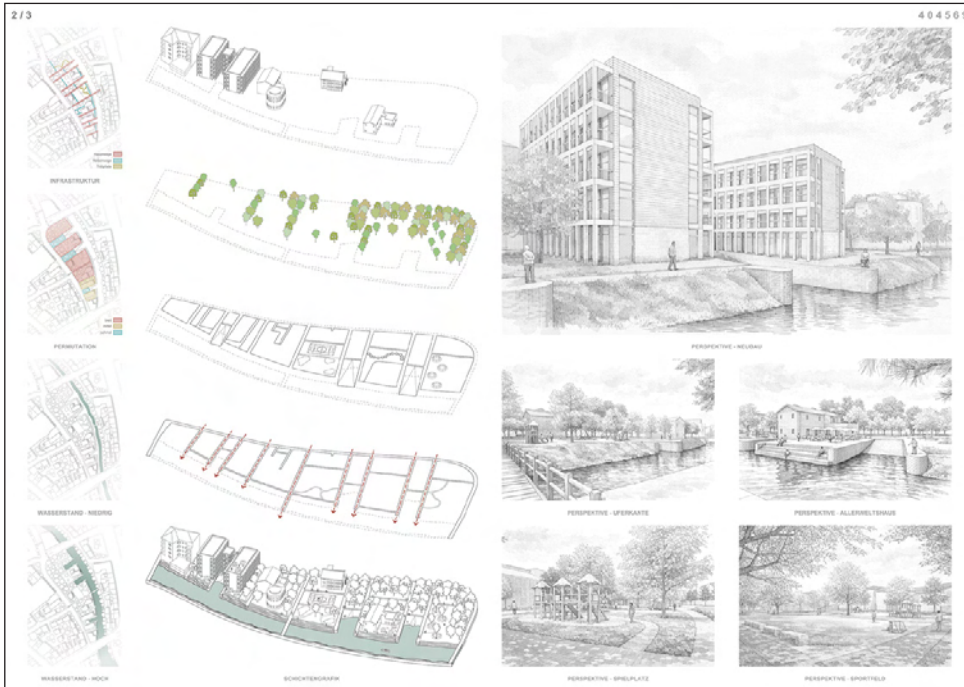 2/3
404561
INFRASTRUKTUR
PERMUTATION
WASSERSTAND - NIEDRIG
WASSERSTAND - HOCH
SCHICHTENGRAFIK
PERSPEKTIVE - NEUBAU
PERSPEKTIVE - UFERKANTE
PERSPEKTIVE - ALLERWELTSHAUS
PERSPEKTIVE - SPIELPLATZ
PERSPEKTIVE - SPORTFELD